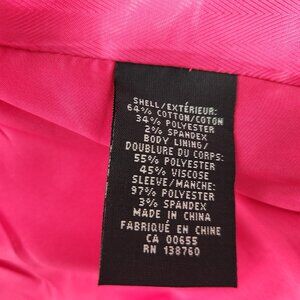 SHELL/EXTÉRIEUR:
64% COTTON/COTON
34% POLYESTER
2% SPANDEX
BODY LINING/
DOUBLURE DU CORPS:
55% POLYESTER
45% VISCOSE
SLEEVE/MANCHE:
97% POLYESTER
3% SPANDEX
MADE IN CHINA
FABRIQUÉ EN CHINE
CA 00655
RN 138760